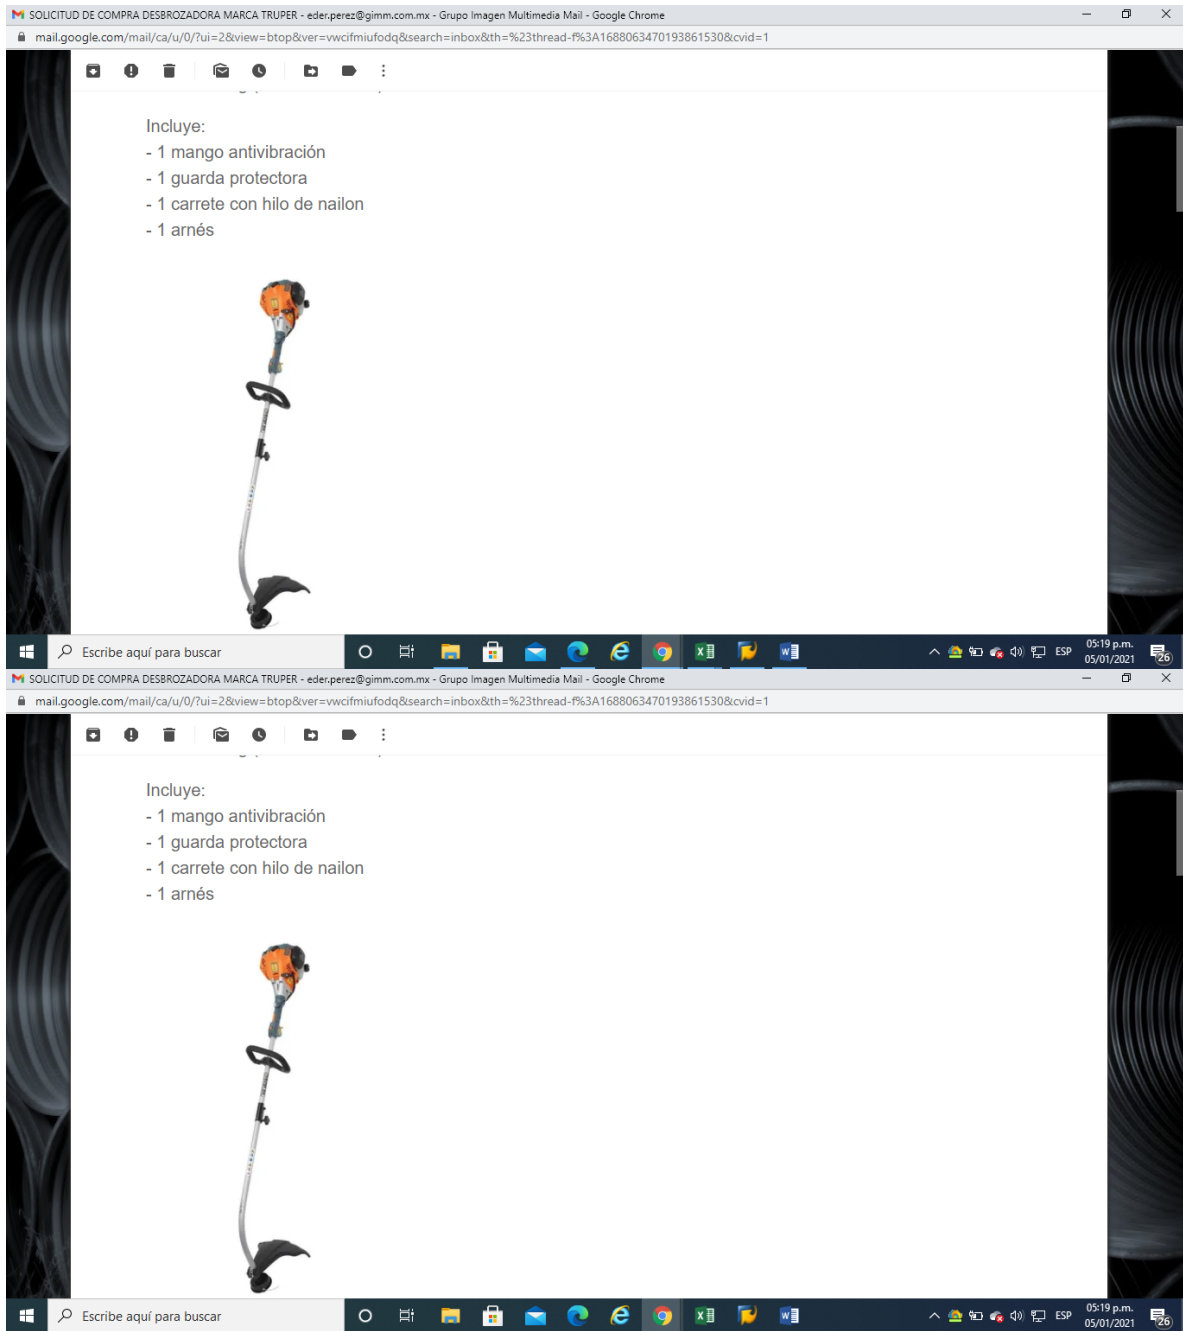 SOLICITUD DE COMPRA DESBROZADORA MARCA TRUPER - eder.perez@gimm.com.mx - Grupo Imagen Multimedia Mail - Google Chrome
mail.google.com/mail/ca/u/0/?ui=2&view=btop&ver=vwcifmiufodq&search=inbox&th=%23thread-f%3A1688063470193861530&cvid=1
Incluye:
- 1 mango antivibración
- 1 guarda protectora
- 1 carrete con hilo de nailon
- 1 arnés
Escribe aquí para buscar
ESP
05:19 p.m.
05/01/2021
26
SOLICITUD DE COMPRA DESBROZADORA MARCA TRUPER - eder.perez@gimm.com.mx - Grupo Imagen Multimedia Mail - Google Chrome
mail.google.com/mail/ca/u/0/?ui=2&view=btop&ver=vwcifmiufodq&search=inbox&th=%23thread-f%3A1688063470193861530&cvid=1
Incluye:
- 1 mango antivibración
- 1 guarda protectora
- 1 carrete con hilo de nailon
- 1 arnés
Escribe aquí para buscar
ESP
05:19 p.m.
05/01/2021
26